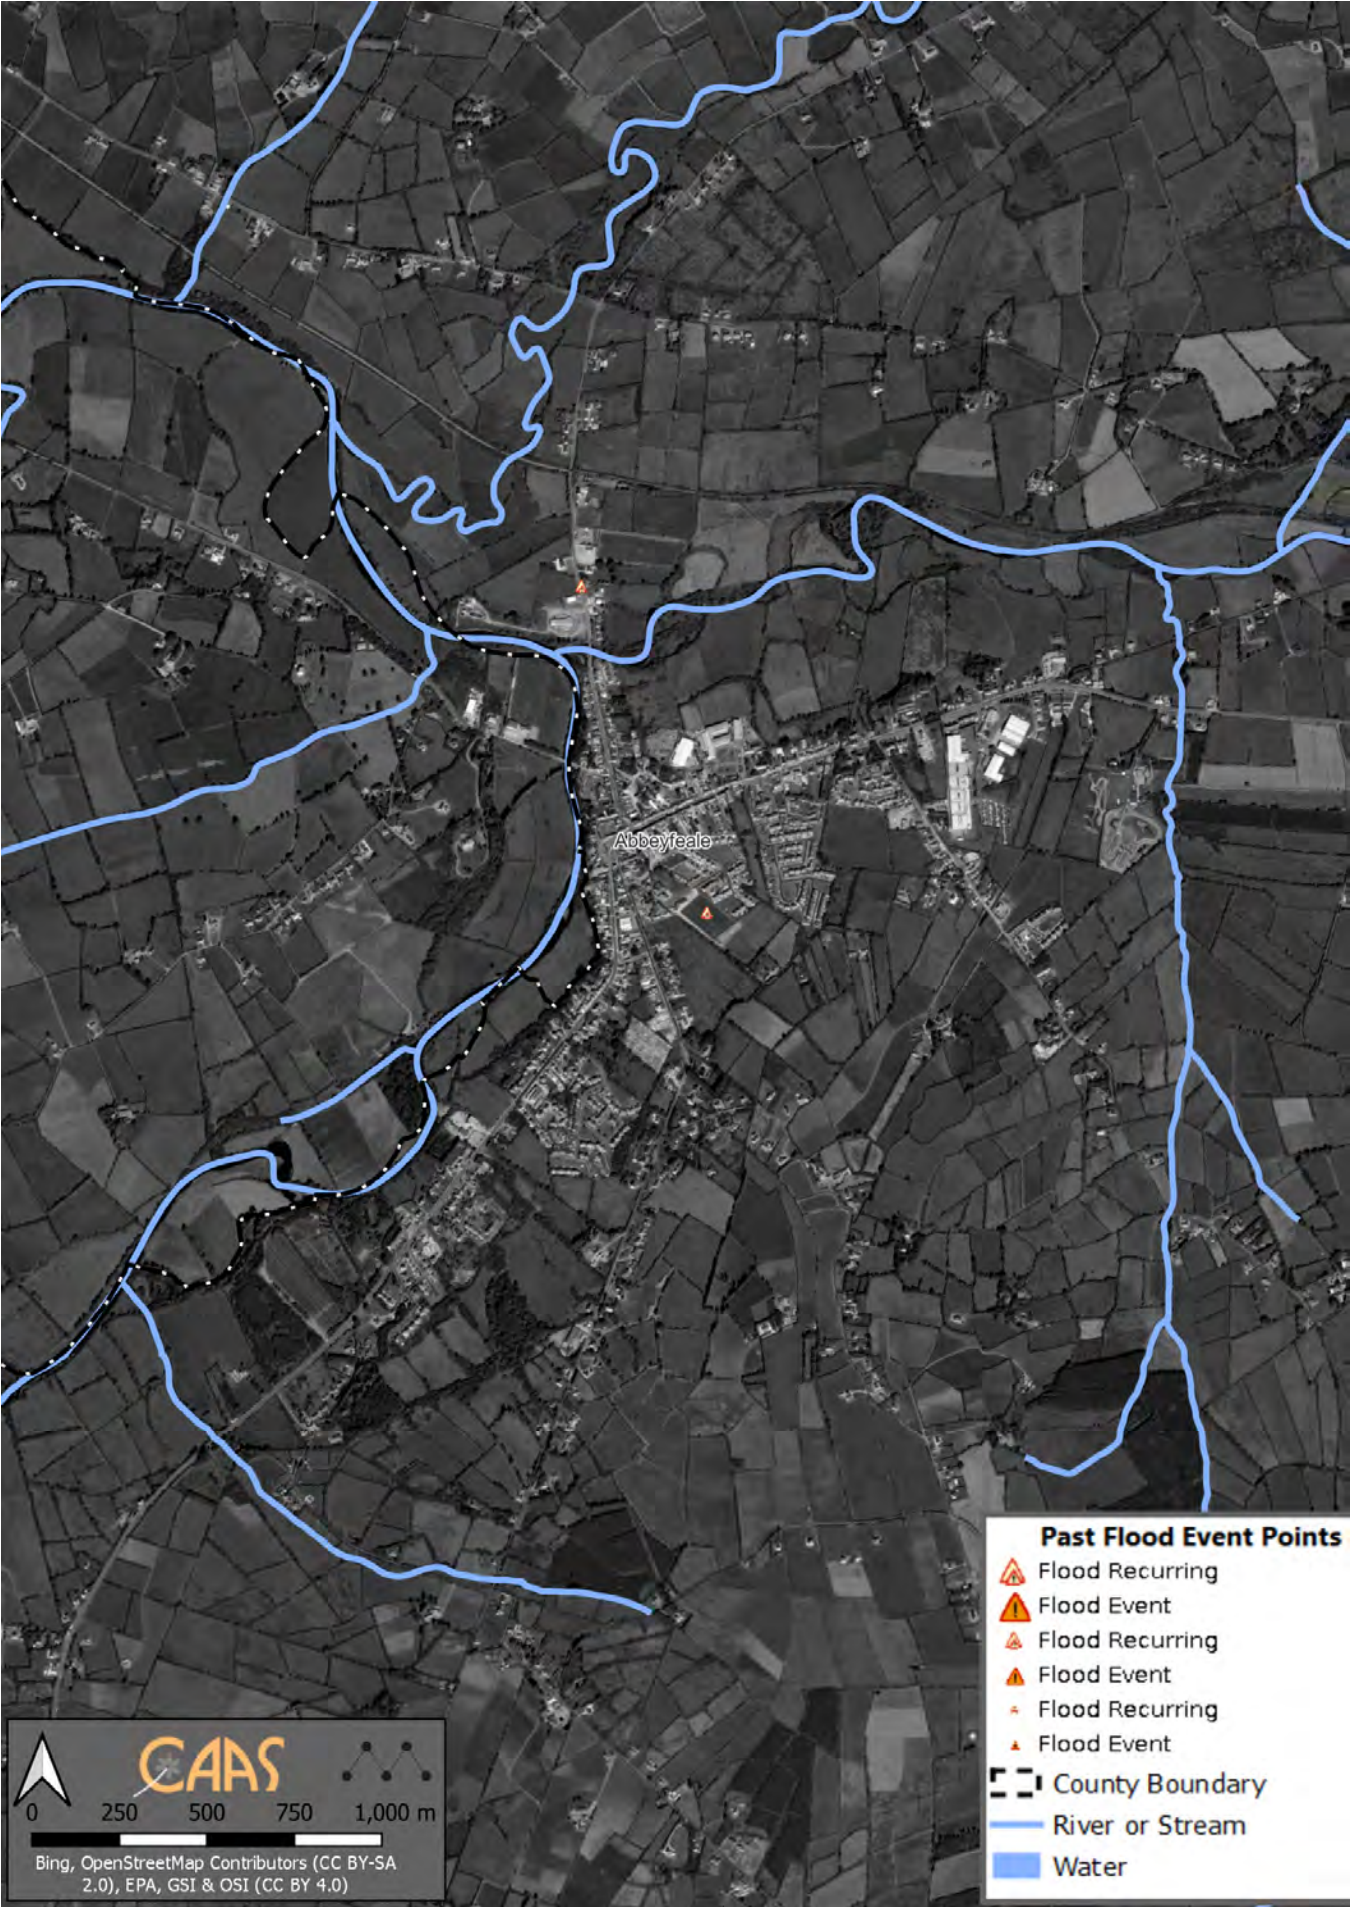 Abbeyfeale
Past Flood Event Points
Flood Recurring
Flood Event
Flood Recurring
Flood Event
Flood Recurring
Flood Event
County Boundary
River or Stream
Water
CAAS
0 250 500 750 1,000 m
Bing, OpenStreetMap Contributors (CC BY-SA
2.0), EPA, GSI & OSI (CC BY 4.0)